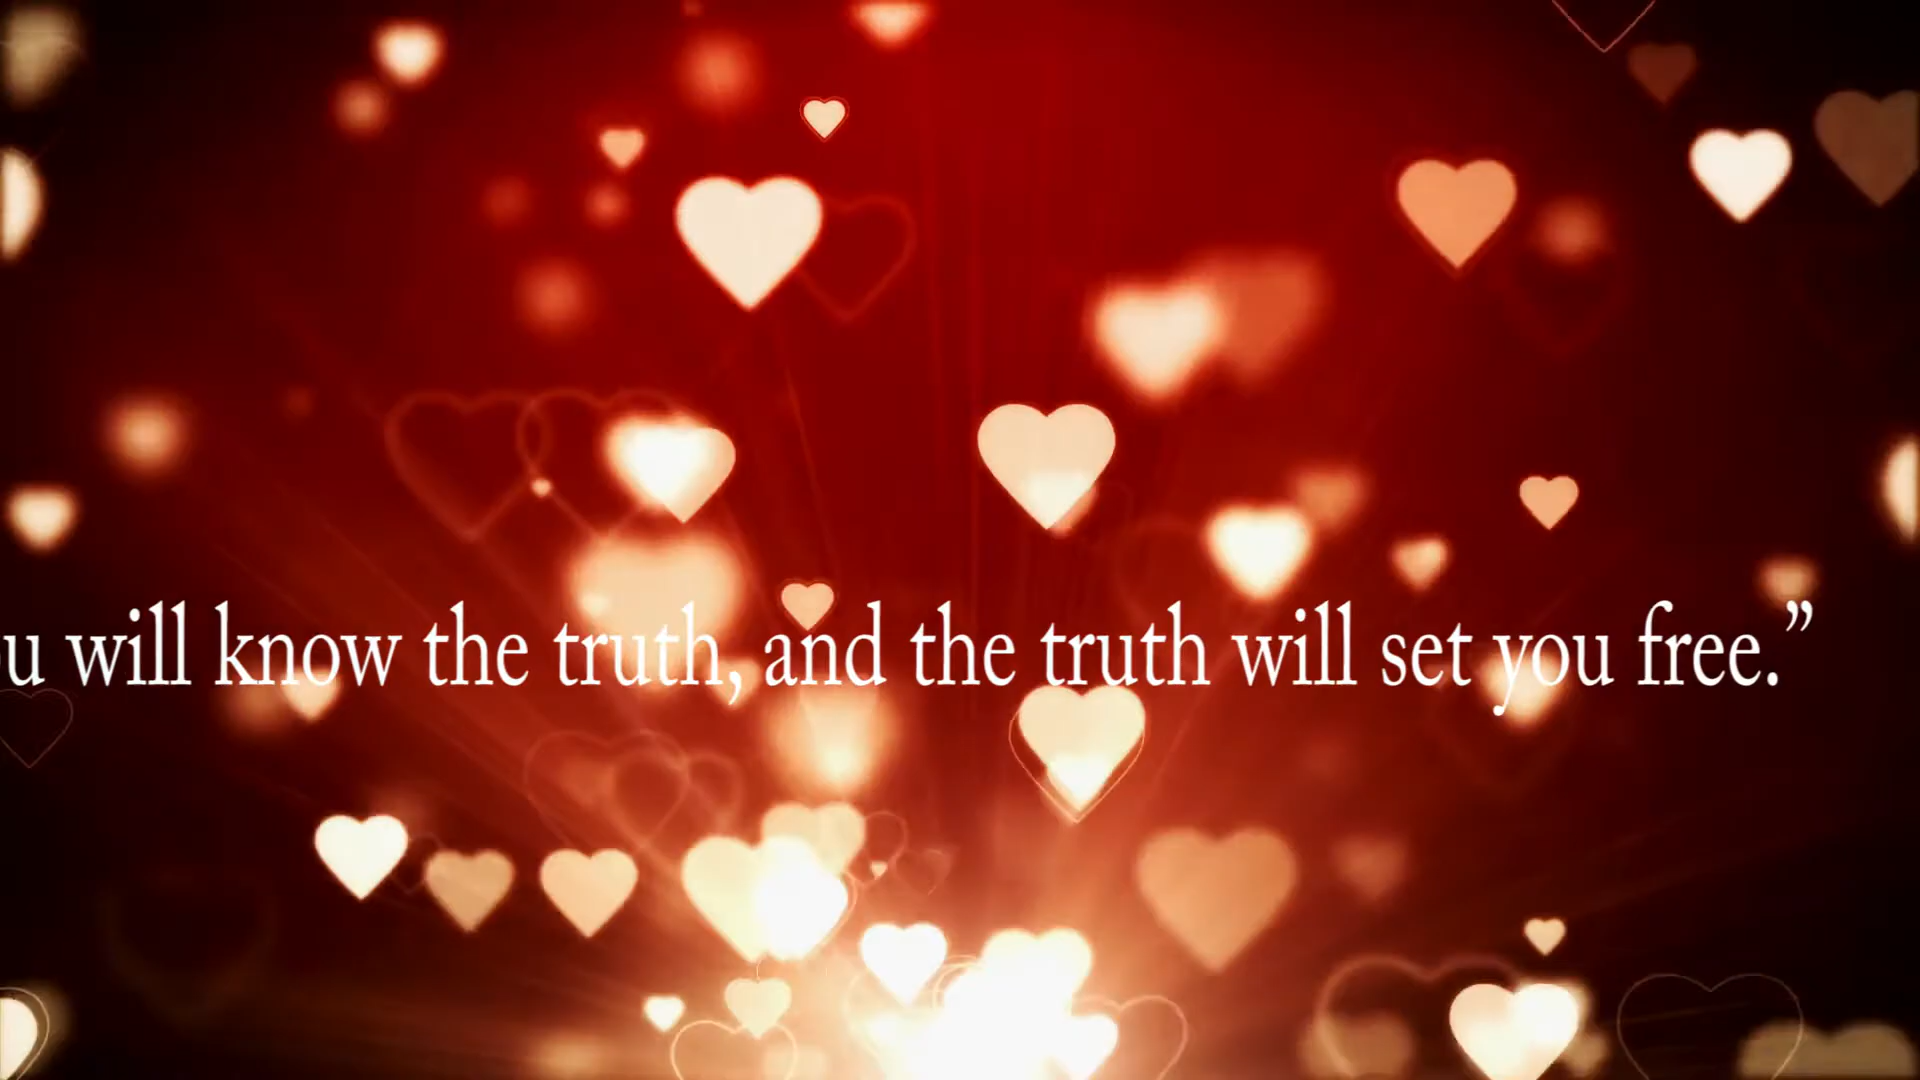 u will know the truth, and the truth will set you free.”